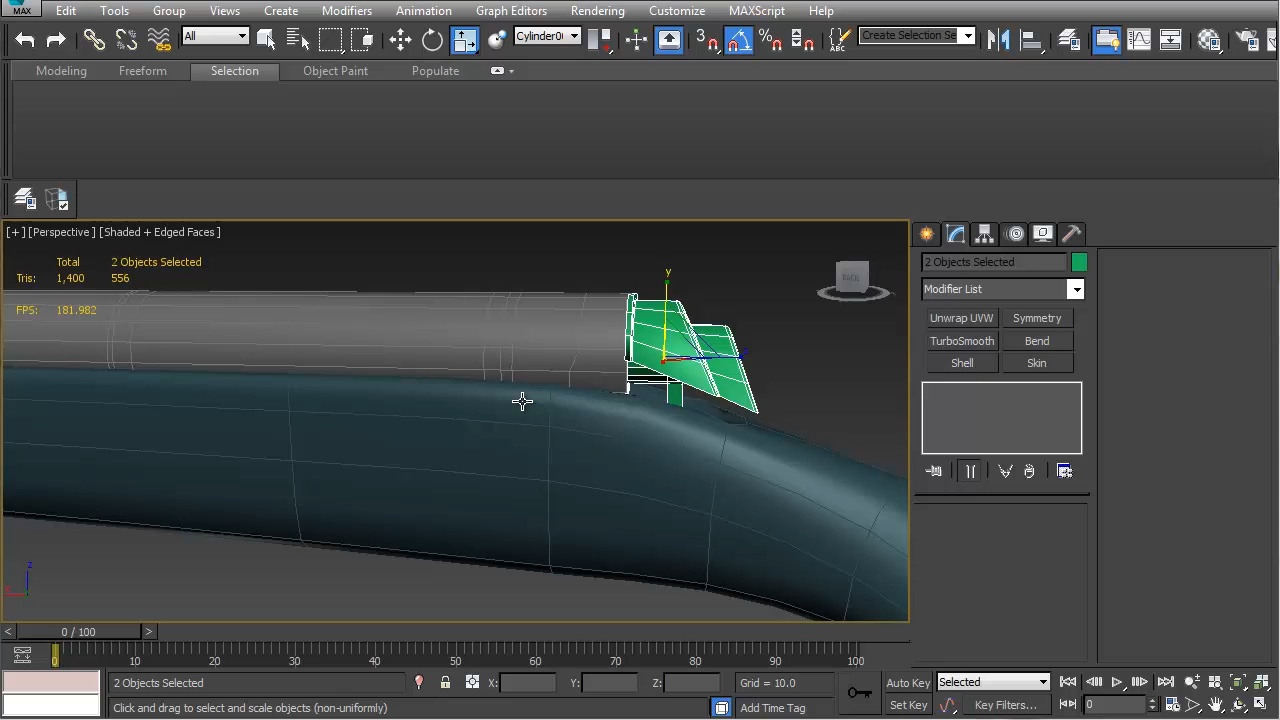 MAX Edit Tools Group Views Create Modifiers Animation Graph Editors Rendering Customize MAXScript Help
All 3 % ABC Create Selection Se
Modeling Freeform Selection Object Paint Populate
[+] [Perspective] [Shaded + Edged Faces]
Total 2 Objects Selected
Tris: 1,400 556
FPS: 181.982
y
z
x
BACK
2 Objects Selected
Modifier List
Unwrap UVW Symmetry
TurboSmooth Bend
Shell Skin
< 0 / 100 >
0 10 20 30 40 50 60 70 80 90 100
2 Objects Selected X: Y: Z: Grid = 10.0 Auto Key Selected
Click and drag to select and scale objects (non-uniformly) Add Time Tag Set Key Key Filters... 0